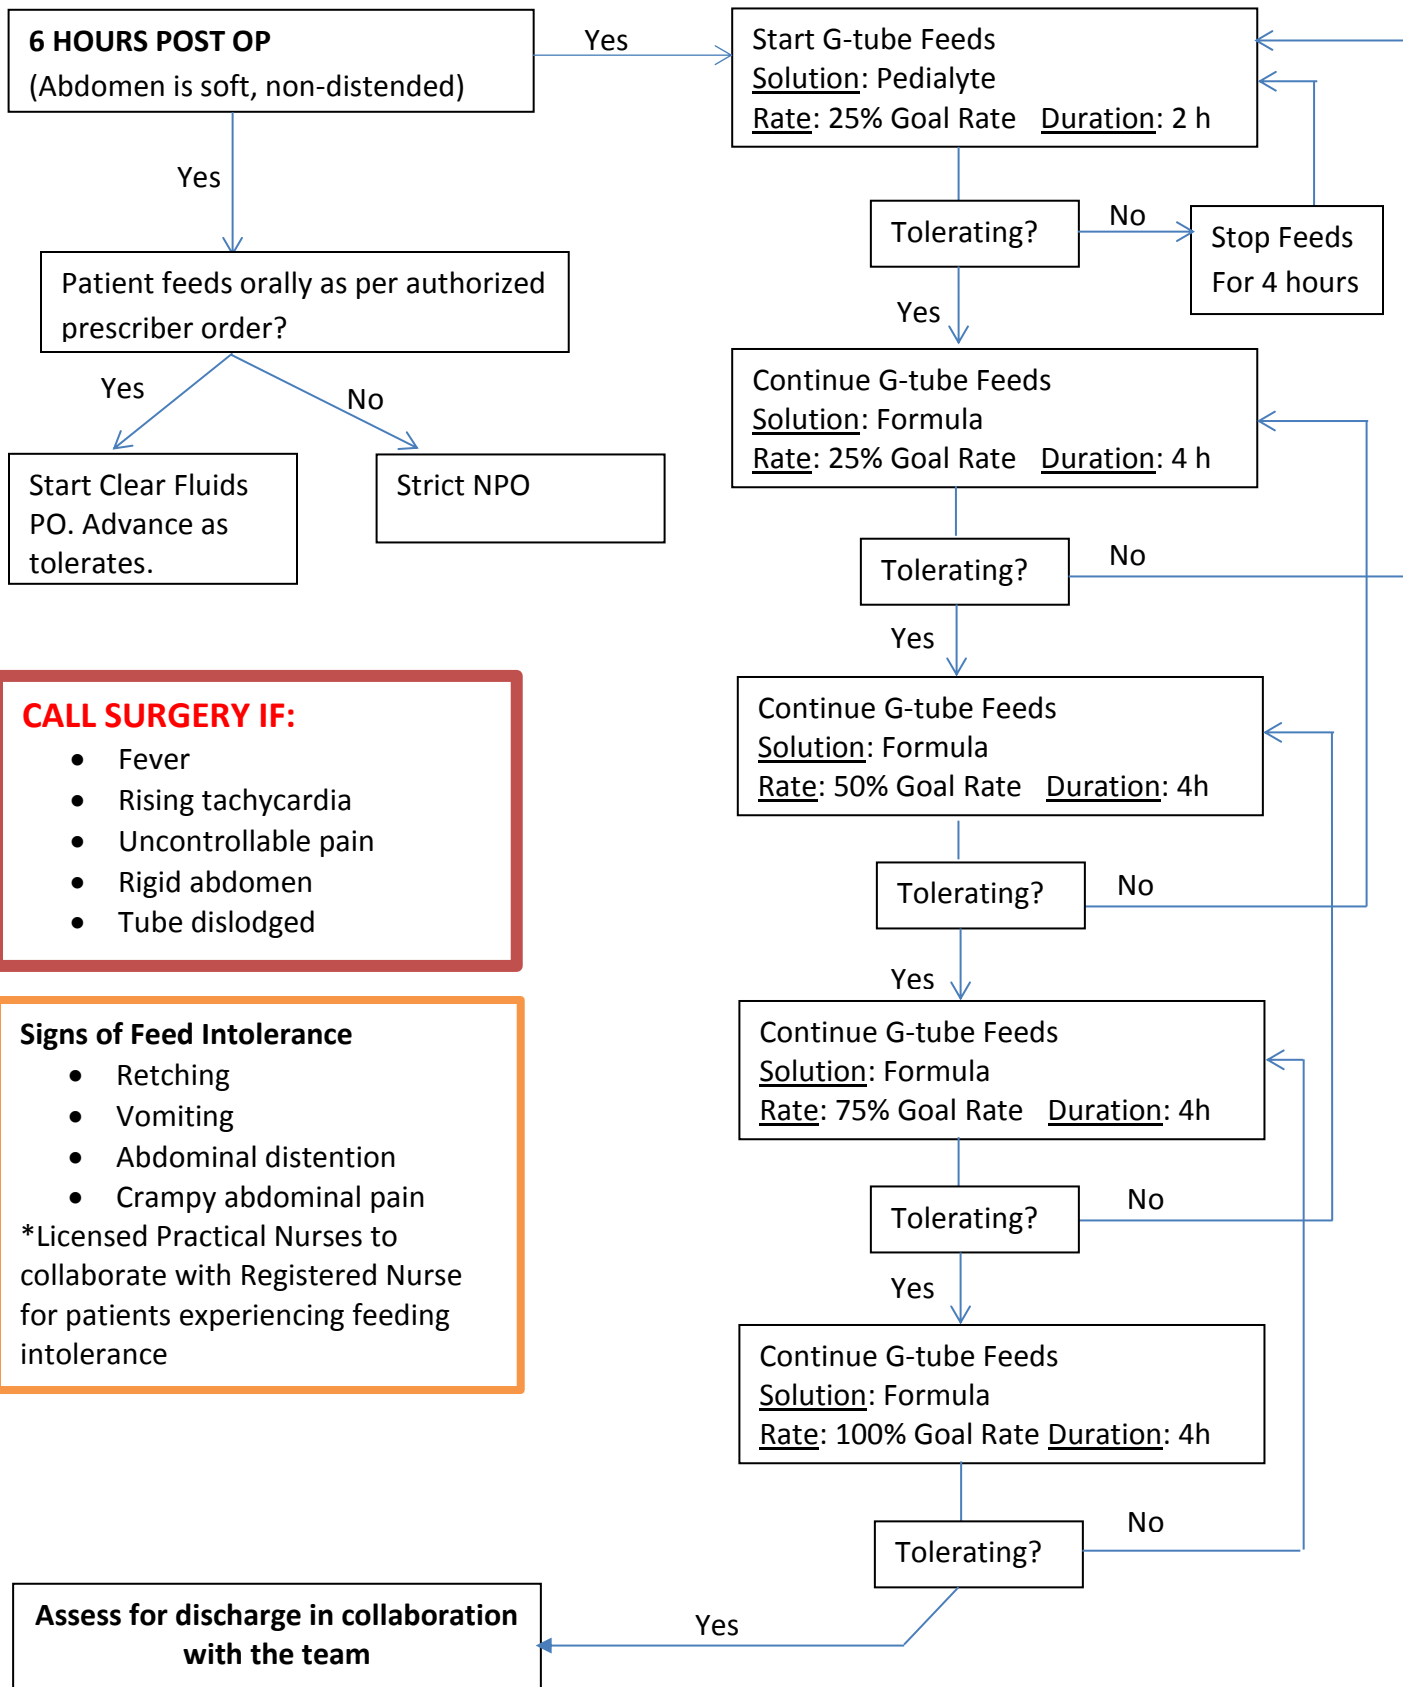 6 HOURS POST OP
(Abdomen is soft, non-distended)
Yes
Start G-tube Feeds
Solution: Pedialyte
Rate: 25% Goal Rate Duration: 2 h
Yes
Tolerating?
No
Stop Feeds
For 4 hours
Patient feeds orally as per authorized
prescriber order?
Yes
No
Start Clear Fluids
PO. Advance as
tolerates.
Strict NPO
Yes
Continue G-tube Feeds
Solution: Formula
Rate: 25% Goal Rate Duration: 4 h
Tolerating?
No
Yes
Continue G-tube Feeds
Solution: Formula
Rate: 50% Goal Rate Duration: 4h
Tolerating?
No
Yes
CALL SURGERY IF:
• Fever
• Rising tachycardia
• Uncontrollable pain
• Rigid abdomen
• Tube dislodged
Signs of Feed Intolerance
• Retching
• Vomiting
• Abdominal distention
• Crampy abdominal pain
*Licensed Practical Nurses to
collaborate with Registered Nurse
for patients experiencing feeding
intolerance
Continue G-tube Feeds
Solution: Formula
Rate: 75% Goal Rate Duration: 4h
Tolerating?
No
Yes
Continue G-tube Feeds
Solution: Formula
Rate: 100% Goal Rate Duration: 4h
Tolerating?
No
Yes
Assess for discharge in collaboration
with the team